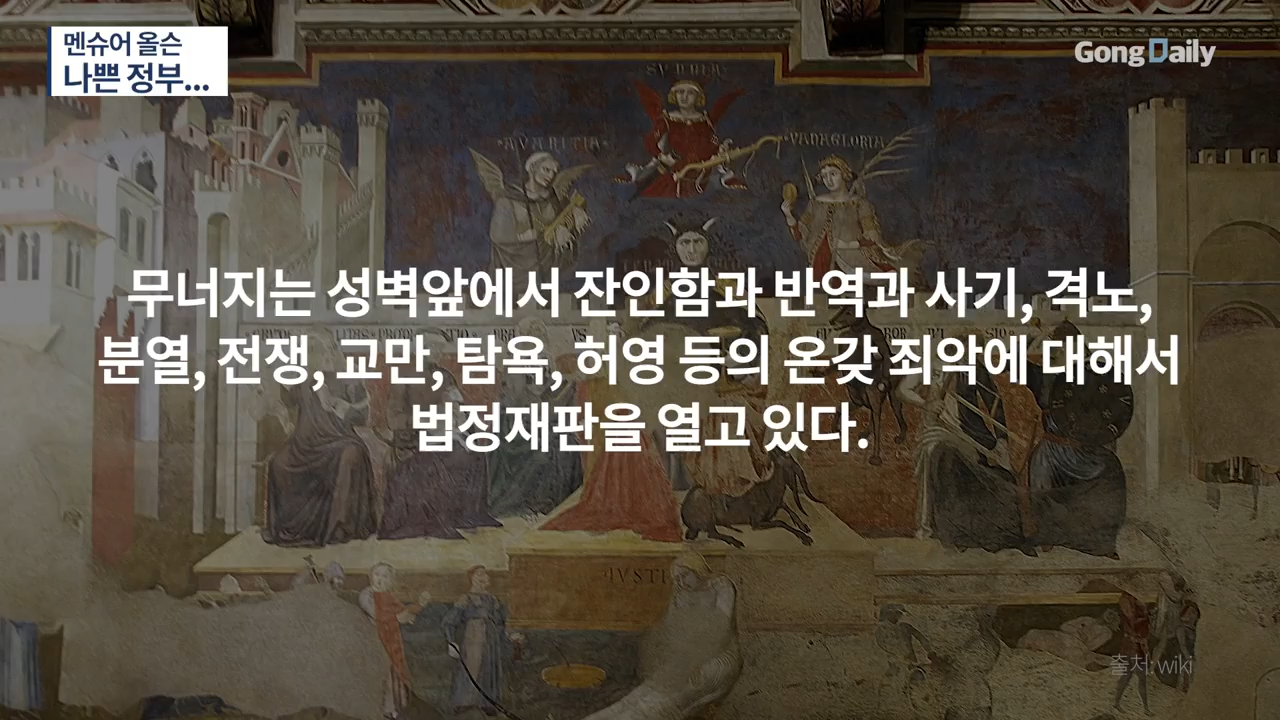 멘슈어 올슨
나쁜 정부...
Gong Daily
AVARITIA
VANAGLORIA
무너지는 성벽앞에서 잔인함과 반역과 사기, 격노,
분열, 전쟁, 교만, 탐욕, 허영 등의 온갖 죄악에 대해서
법정재판을 열고 있다.
IVSTI
출처: wiki